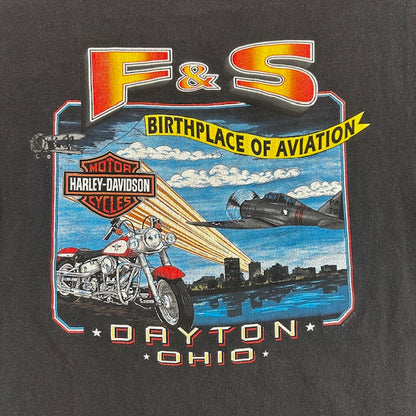 F & S
BIRTHPLACE OF AVIATION
MOTOR
HARLEY-DAVIDSON
CYCLES
DAYTON
OHIO